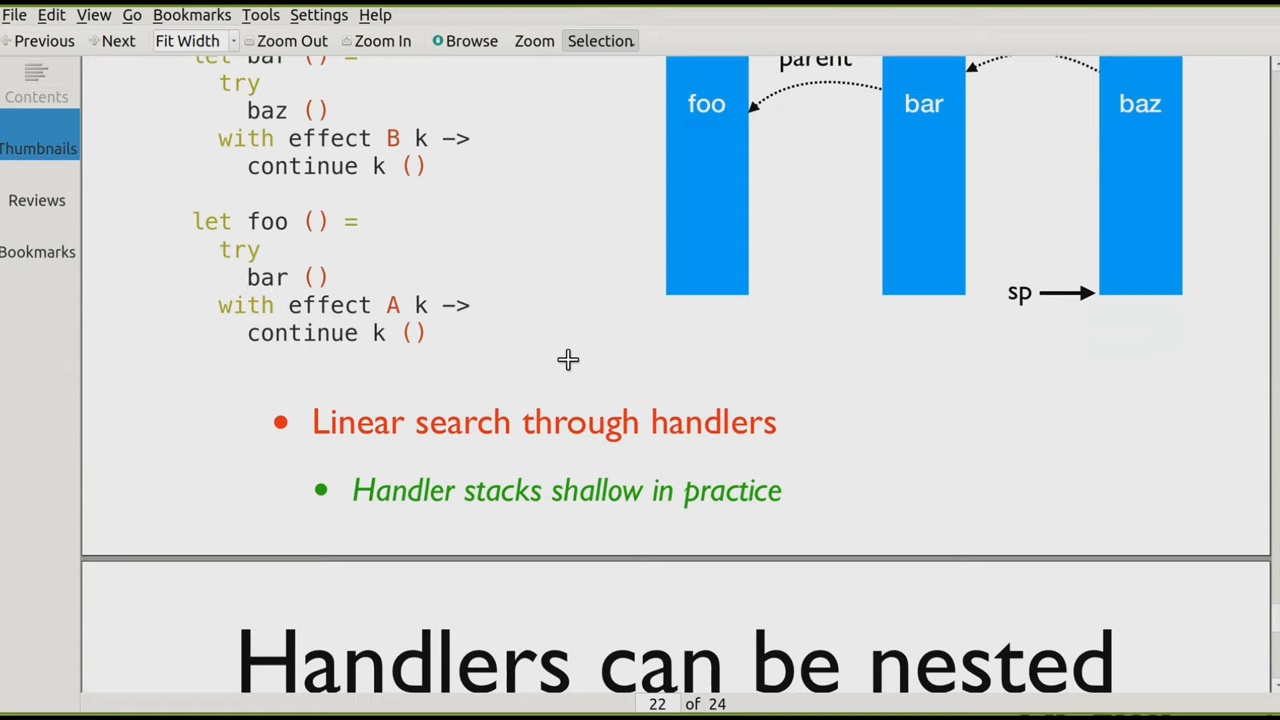 File Edit View Go Bookmarks Tools Settings Help
Previous Next Fit Width Zoom Out Zoom In Browse Zoom Selection
Contents
Thumbnails
Reviews
Bookmarks
let bar () =
try
baz ()
with effect B k ->
continue k ()
let foo () =
try
bar ()
with effect A k ->
continue k ()
parent
foo
bar
baz
sp
• Linear search through handlers
• Handler stacks shallow in practice
Handlers can be nested
22 of 24